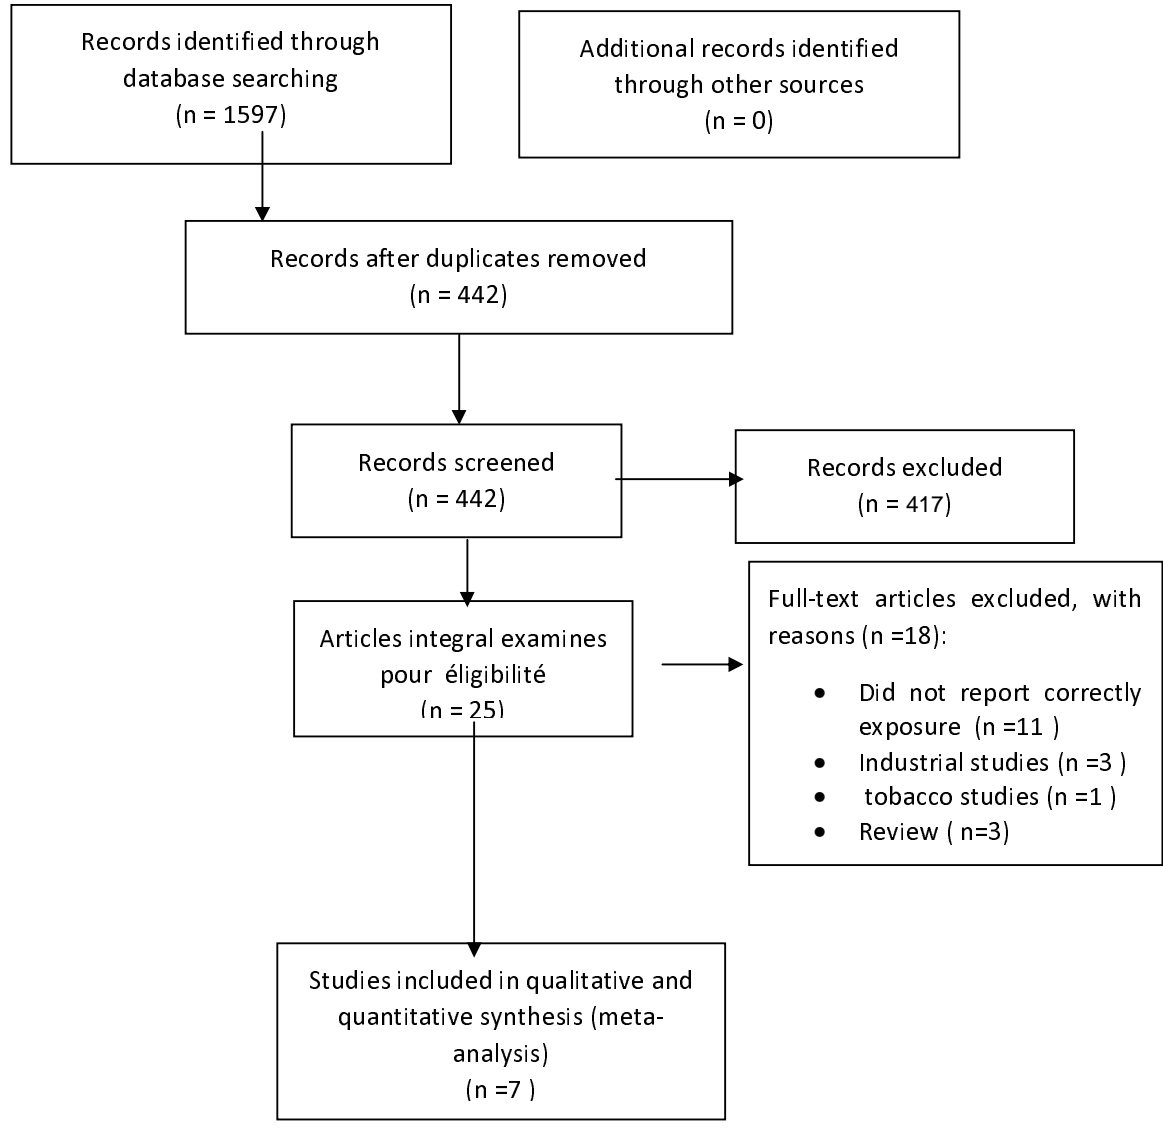 Records identified through
database searching
(n = 1597)
Additional records identified
through other sources
(n = 0)
Records after duplicates removed
(n = 442)
Records screened
(n = 442)
Records excluded
(n = 417)
Articles integral examines
pour éligibilité
(n = 25)
Full-text articles excluded, with
reasons (n =18):
• Did not report correctly
exposure (n =11 )
• Industrial studies (n =3 )
• tobacco studies (n =1 )
• Review ( n=3)
Studies included in qualitative and
quantitative synthesis (meta-
analysis)
(n =7 )